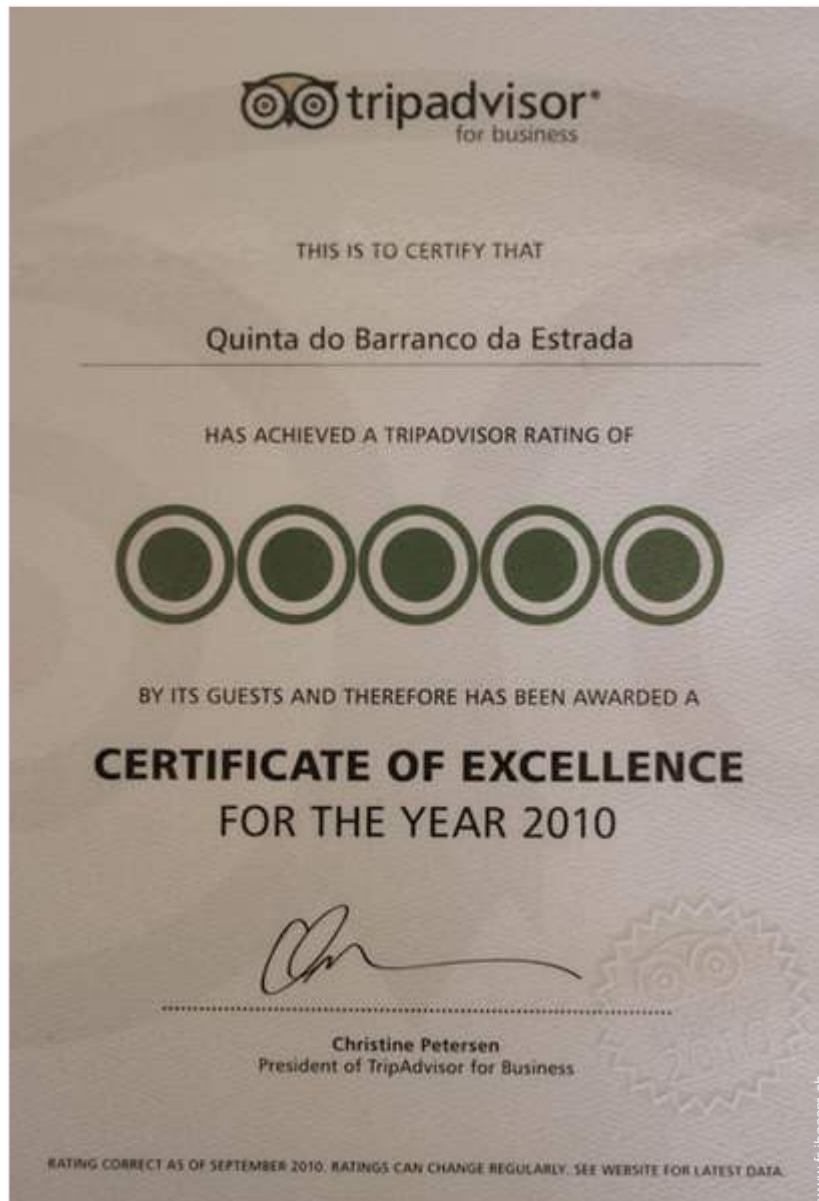 tripadvisor®
for business
THIS IS TO CERTIFY THAT
Quinta do Barranco da Estrada
HAS ACHIEVED A TRIPADVISOR RATING OF
BY ITS GUESTS AND THEREFORE HAS BEEN AWARDED A
CERTIFICATE OF EXCELLENCE
FOR THE YEAR 2010
Christine Petersen
President of TripAdvisor for Business
2010
RATING CORRECT AS OF SEPTEMBER 2010. RATINGS CAN CHANGE REGULARLY. SEE WEBSITE FOR LATEST DATA.